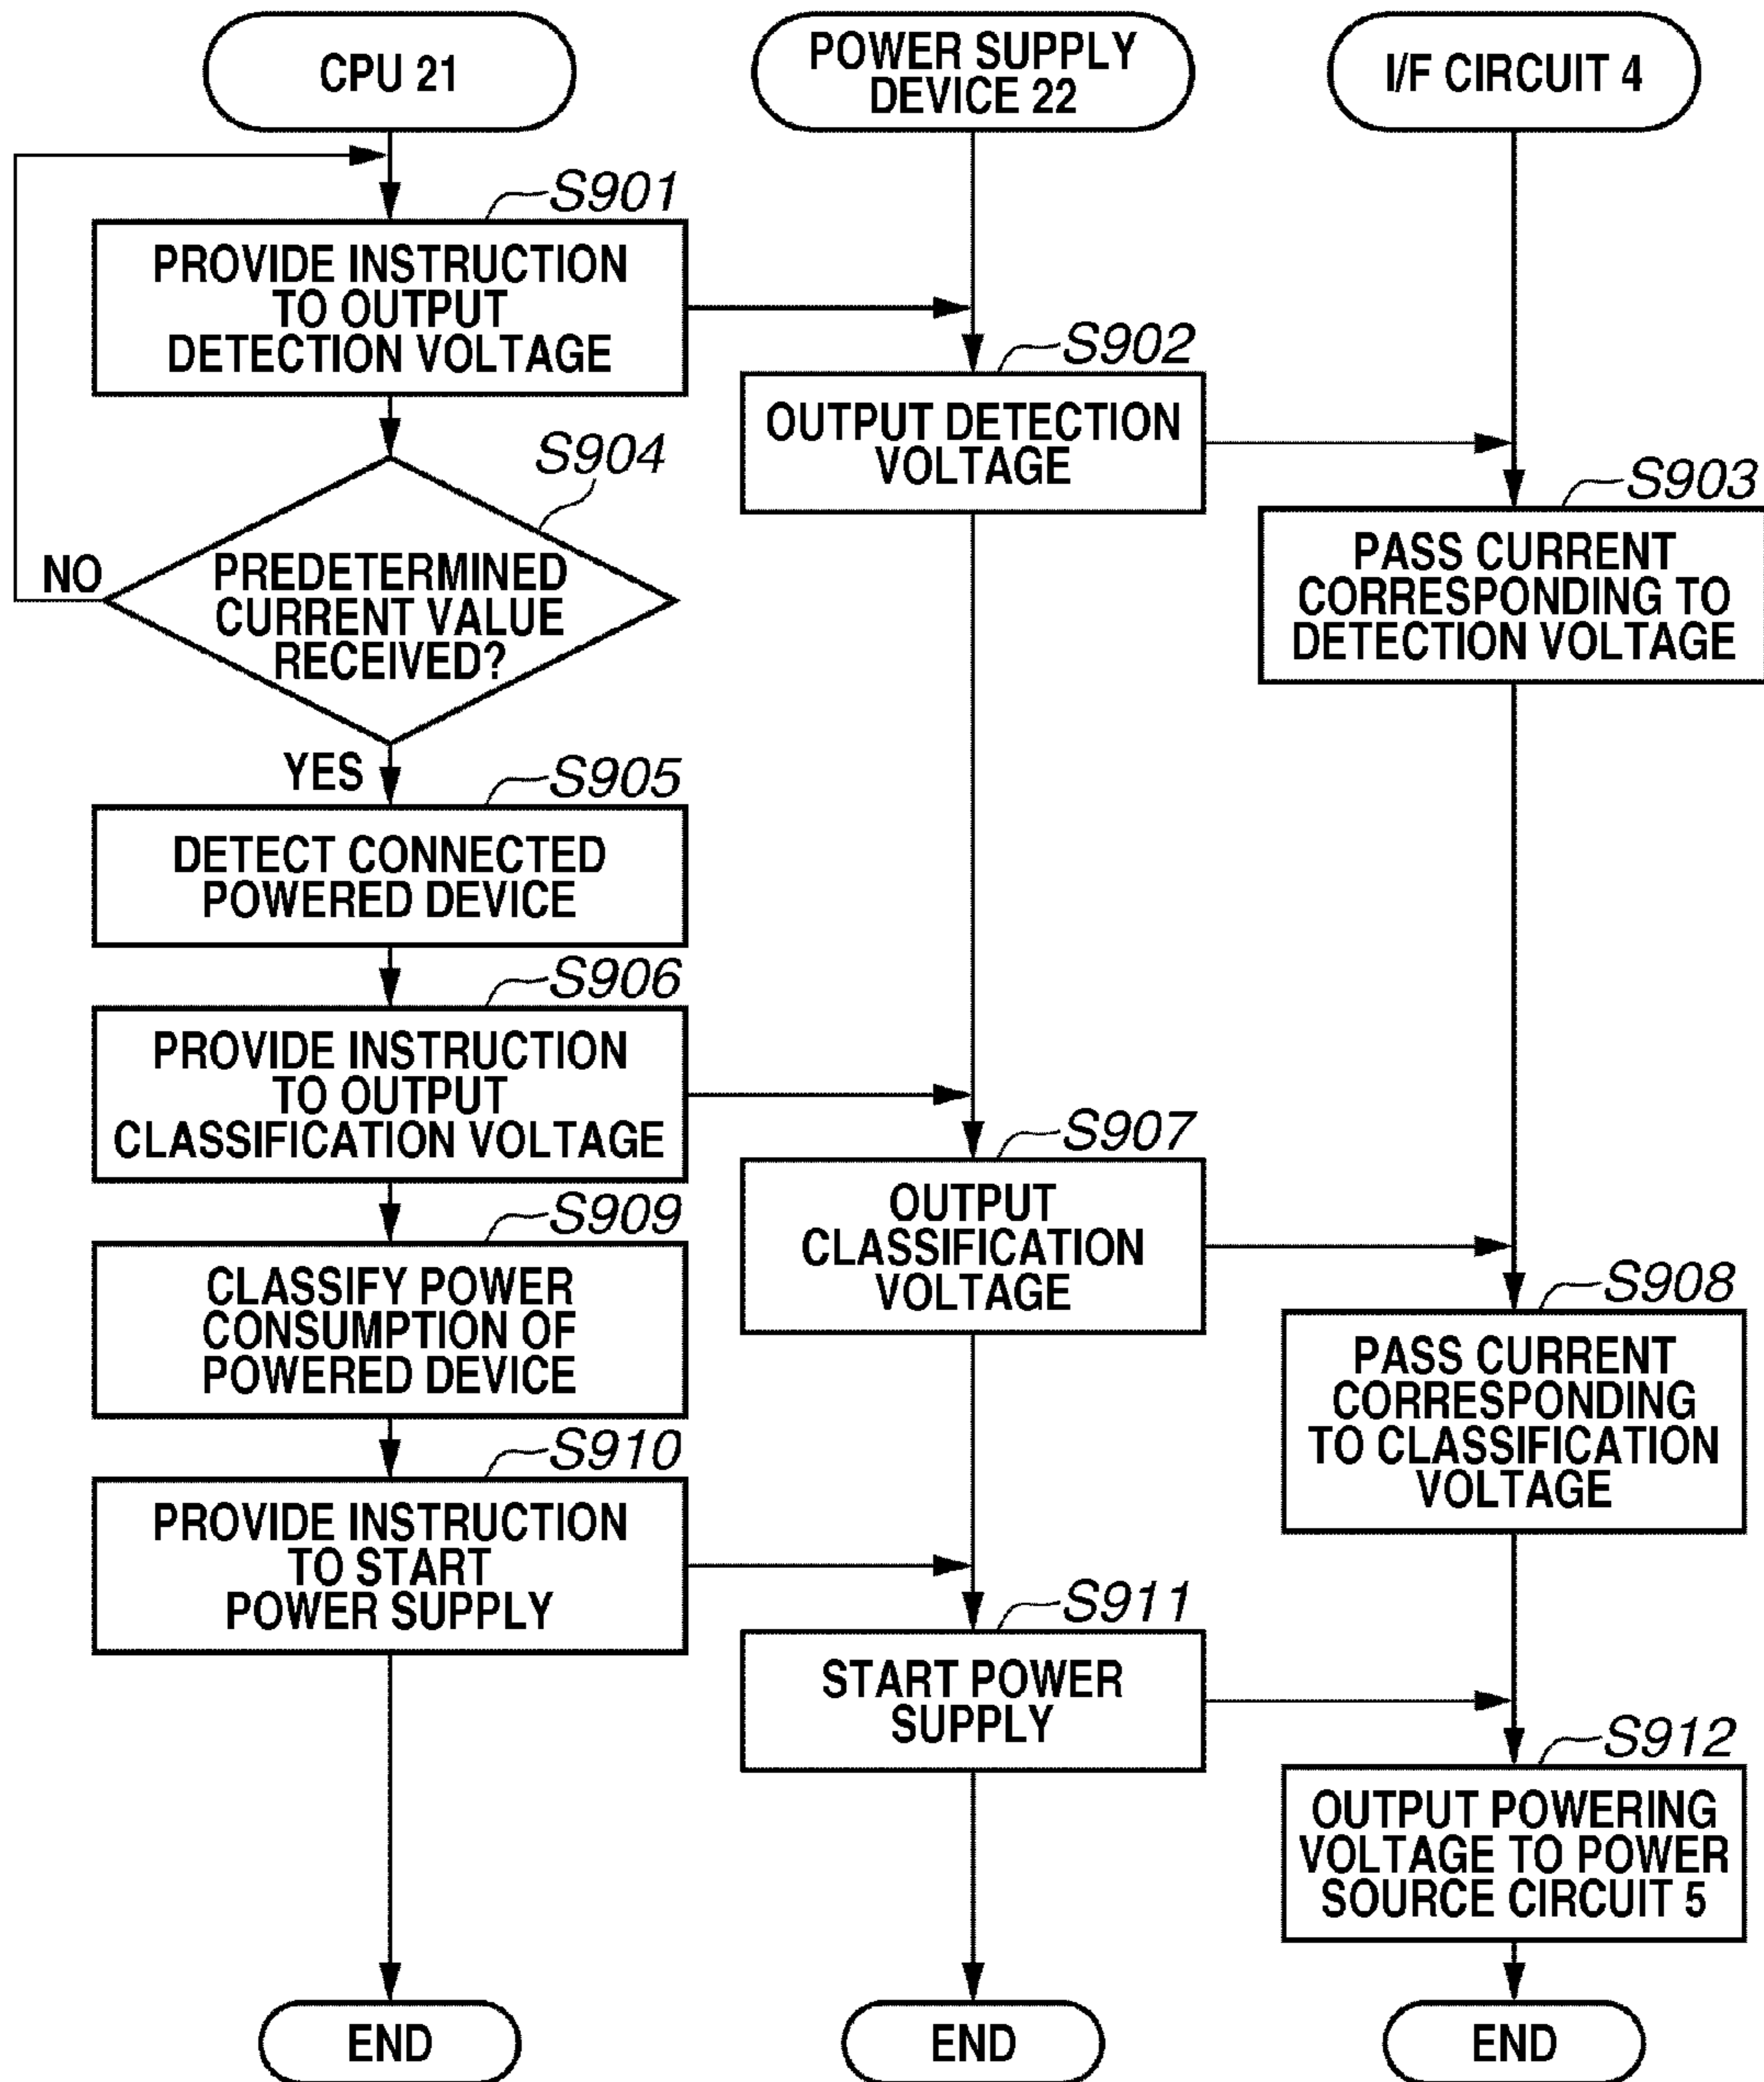 CPU 21
POWER SUPPLY
DEVICE 22
I/F CIRCUIT 4
S901
PROVIDE INSTRUCTION
TO OUTPUT
DETECTION VOLTAGE
S902
OUTPUT DETECTION
VOLTAGE
S903
PASS CURRENT
CORRESPONDING TO
DETECTION VOLTAGE
S904
NO
PREDETERMINED
CURRENT VALUE
RECEIVED?
YES
S905
DETECT CONNECTED
POWERED DEVICE
S906
PROVIDE INSTRUCTION
TO OUTPUT
CLASSIFICATION VOLTAGE
S907
OUTPUT
CLASSIFICATION
VOLTAGE
S908
PASS CURRENT
CORRESPONDING
TO CLASSIFICATION
VOLTAGE
S909
CLASSIFY POWER
CONSUMPTION OF
POWERED DEVICE
S910
PROVIDE INSTRUCTION
TO START
POWER SUPPLY
S911
START POWER
SUPPLY
S912
OUTPUT POWERING
VOLTAGE TO POWER
SOURCE CIRCUIT 5
END
END
END